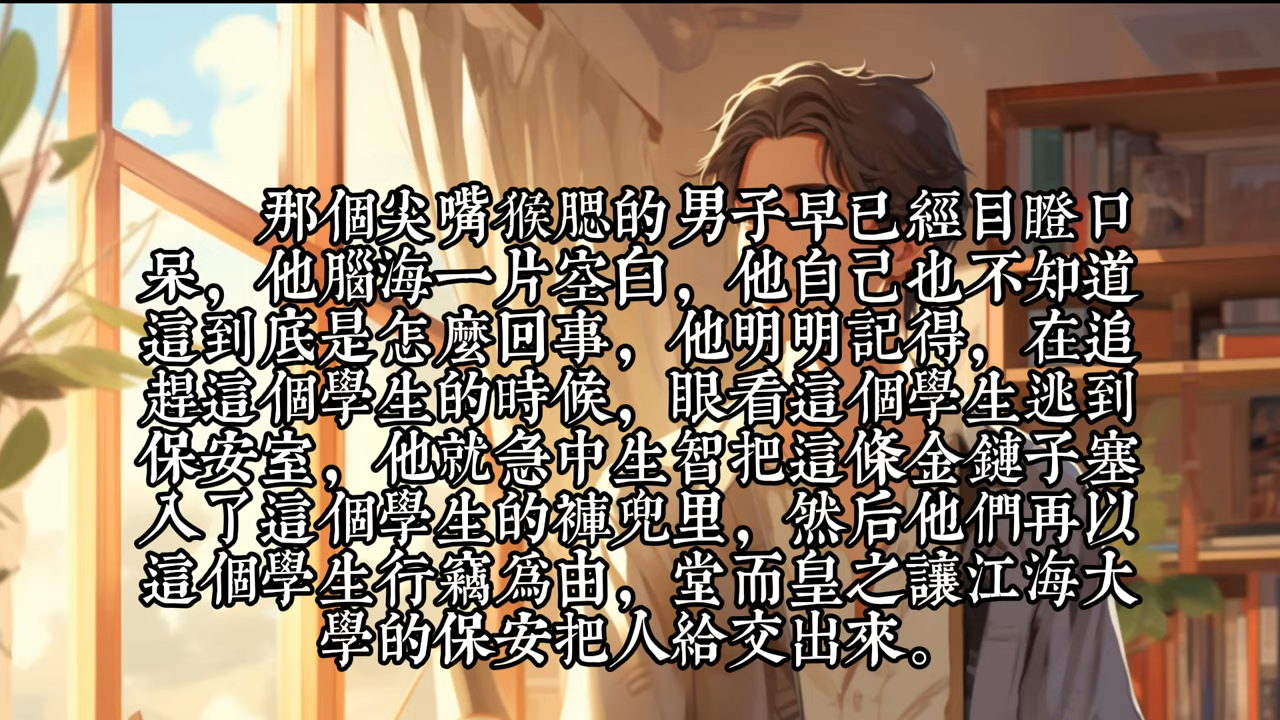 那個尖嘴猴腮的男子早已經目瞪口
呆，他腦海一片空白，他自己也不知道
這到底是怎麼回事，他明明記得，在追
趕這個學生的時候，眼看這個學生逃到
保安室，他就急中生智把這條金鏈子塞
入了這個學生的褲兜里，然后他們再以
這個學生行竊為由，堂而皇之讓江海大
學的保安把人給交出來。